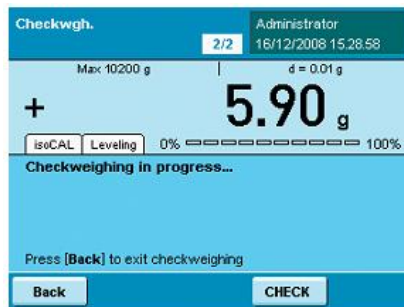 Checkwgh.
Administrator
2/2
16/12/2008 15.28.58
Max 10200 g
d = 0.01 g
+ 5.90 g
isoCAL Leveling 0% 100%
Checkweighing in progress...
Press [Back] to exit checkweighing
Back CHECK